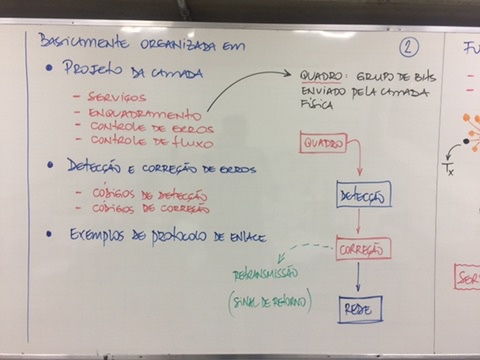 BASICAMENTE ORGANIZADA EM
②
• PROJETO DA CAMADA
- SERVIÇOS
- ENQUADRAMENTO
- CONTROLE DE ERROS
- CONTROLE DE FLUXO
• DETECÇÃO E CORREÇÃO DE ERROS
- CÓDIGOS DE DETECÇÃO
- CÓDIGOS DE CORREÇÃO
• EXEMPLOS DE PROTOCOLO DE ENLACE
QUADRO: GRUPO DE BITS
ENVIADO PELA CAMADA
FÍSICA
QUADRO
DETECÇÃO
CORREÇÃO
RETRANSMISSÃO
(SINAL DE RETORNO)
REDE
FU
Tx
SER